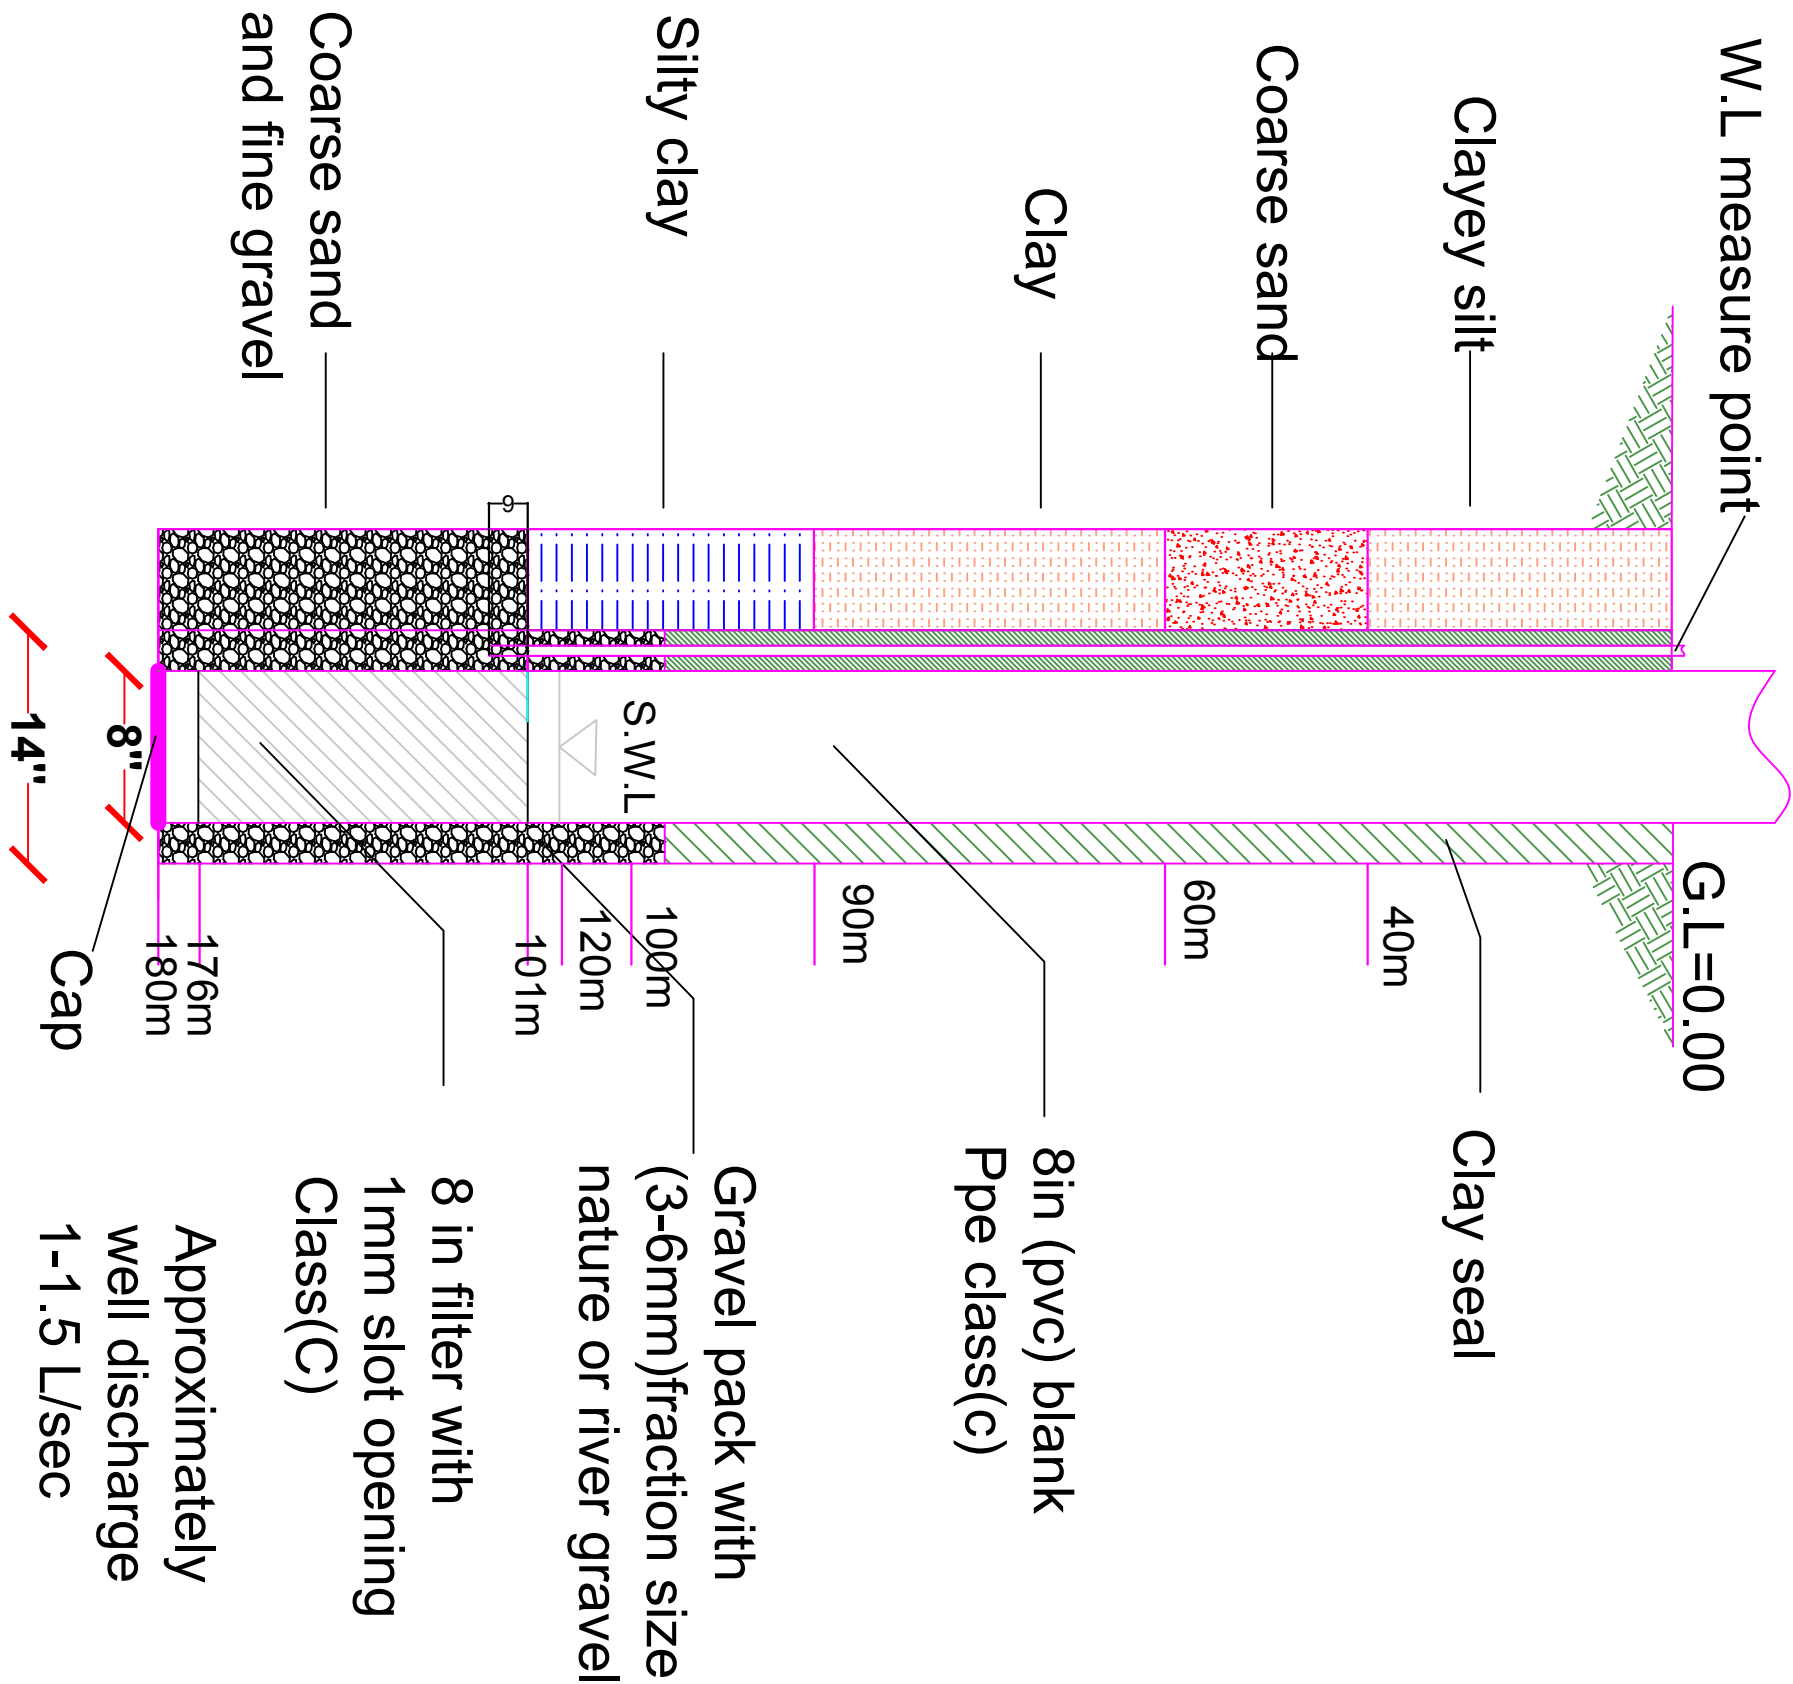 W.L measure point
Clayey silt
Coarse sand
Clay
Silty clay
Coarse sand
and fine gravel
9
S.W.L
G.L=0.00
40m
60m
90m
100m
120m
101m
176m
180m
Cap
8"
14"
Clay seal
8in (pvc) blank
Ppe class(c)
Gravel pack with
(3-6mm)fraction size
nature or river gravel
8 in filter with
1mm slot opening
Class(C)
Approximately
well discharge
1-1.5 L/sec